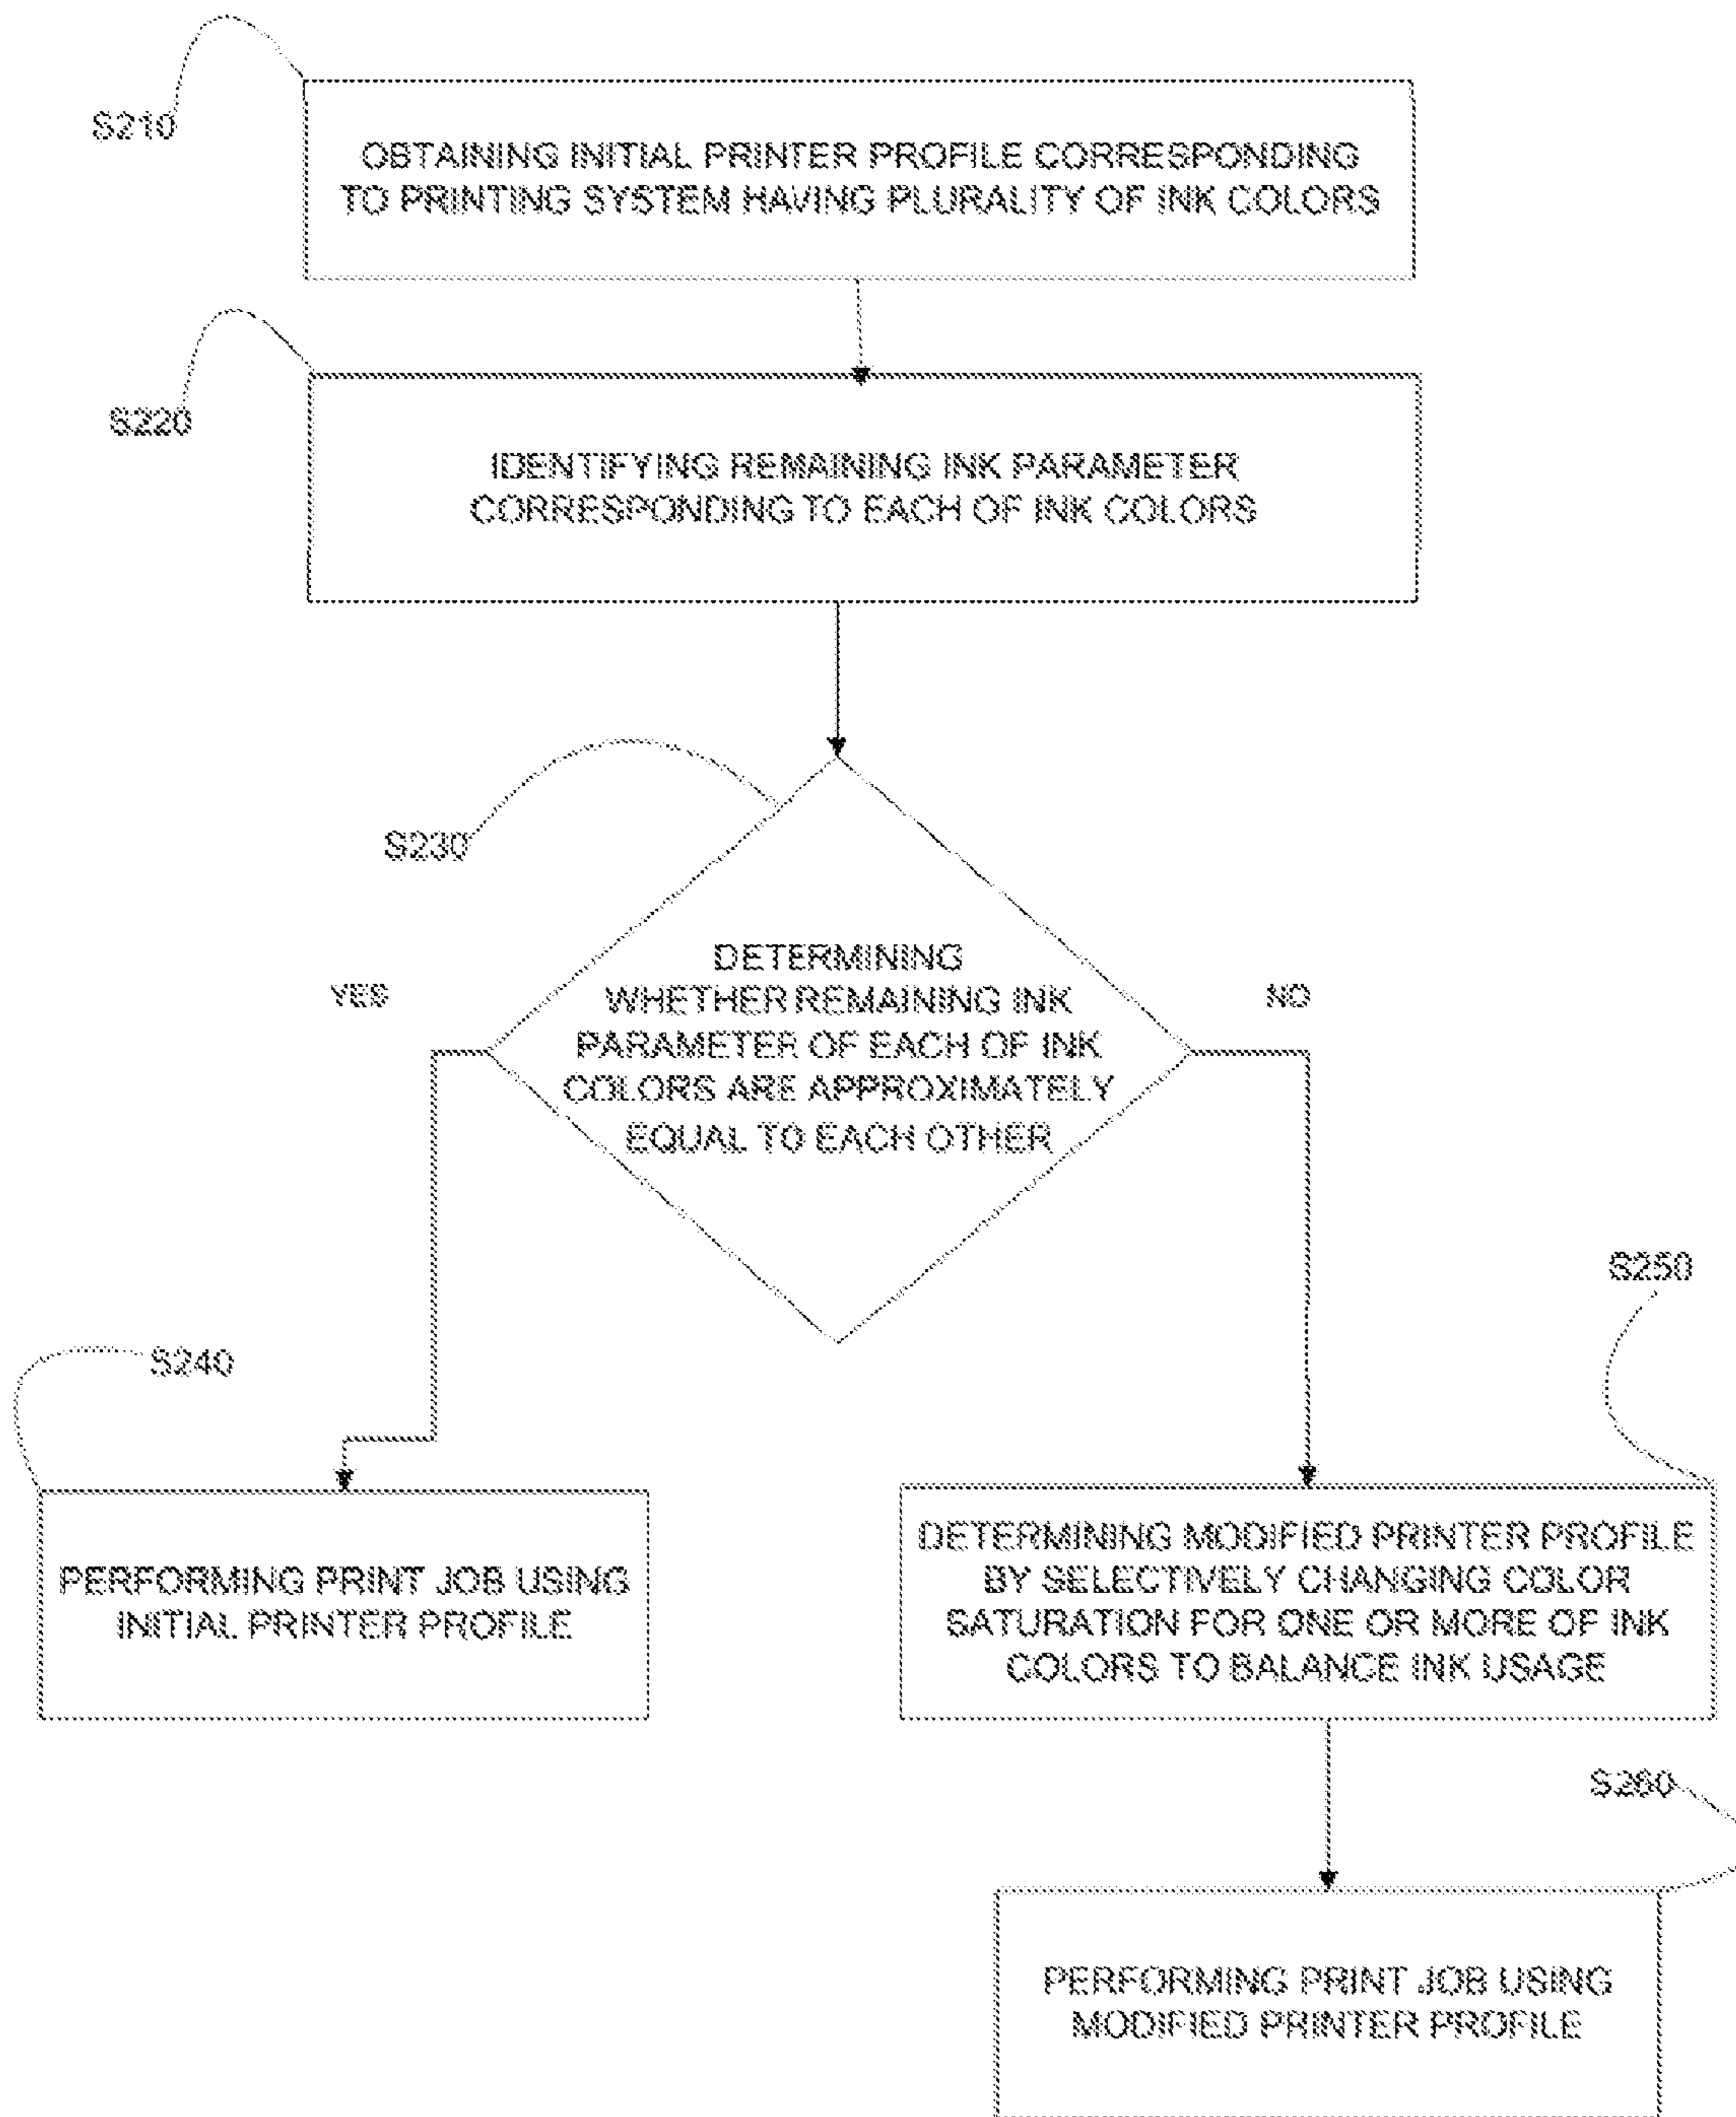 S210
OBTAINING INITIAL PRINTER PROFILE CORRESPONDING
TO PRINTING SYSTEM HAVING PLURALITY OF INK COLORS
S220
IDENTIFYING REMAINING INK PARAMETER
CORRESPONDING TO EACH OF INK COLORS
S230
DETERMINING
WHETHER REMAINING INK
PARAMETER OF EACH OF INK
COLORS ARE APPROXIMATELY
EQUAL TO EACH OTHER
YES
NO
S240
PERFORMING PRINT JOB USING
INITIAL PRINTER PROFILE
S250
DETERMINING MODIFIED PRINTER PROFILE
BY SELECTIVELY CHANGING COLOR
SATURATION FOR ONE OR MORE OF INK
COLORS TO BALANCE INK USAGE
S260
PERFORMING PRINT JOB USING
MODIFIED PRINTER PROFILE